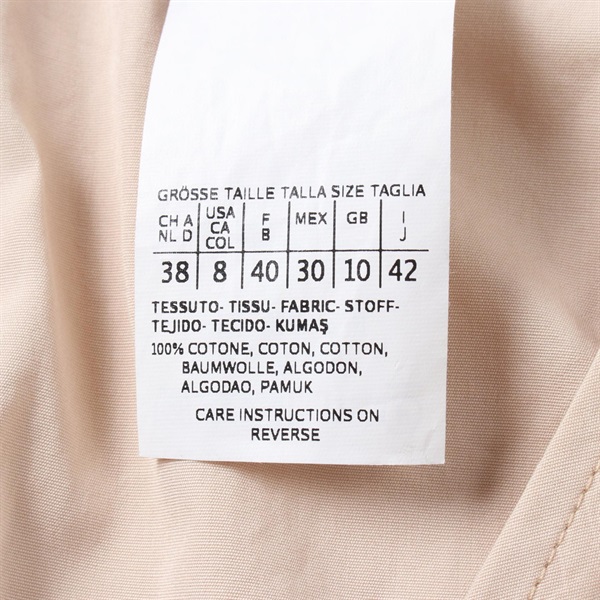 GRÖSSE TAILLE TALLA SIZE TAGLIA
CH A NL D | USA CA COL | F B | MEX | GB | I J
38 | 8 | 40 | 30 | 10 | 42
TESSUTO- TISSU- FABRIC- STOFF-
TEJIDO- TECIDO- KUMAŞ
100% COTONE, COTON, COTTON,
BAUMWOLLE, ALGODON,
ALGODAO, PAMUK
CARE INSTRUCTIONS ON
REVERSE